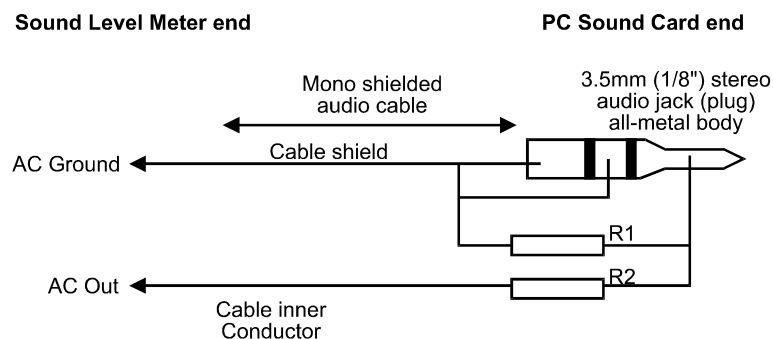 Sound Level Meter end
PC Sound Card end
Mono shielded
audio cable
3.5mm (1/8") stereo
audio jack (plug)
all-metal body
Cable shield
AC Ground
R1
R2
AC Out
Cable inner
Conductor